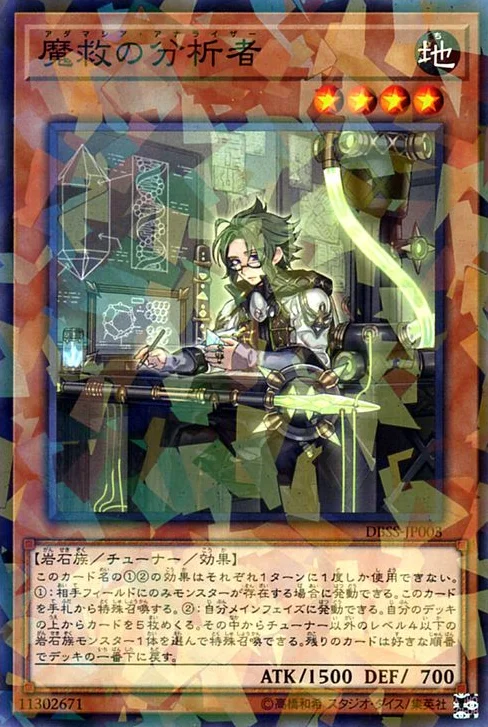 アダマシア・アナライザー
魔救の分析者
ち
地
DBSS-JP003
【岩石族／チューナー／効果】
このカード名の①②の効果はそれぞれ１ターンに１度しか使用できない。
①：相手フィールドにのみモンスターが存在する場合に発動できる。このカード
を手札から特殊召喚する。②：自分メインフェイズに発動できる。自分のデッキ
の上からカードを５枚めくる。その中からチューナー以外のレベル４以下の
岩石族モンスター１体を選んで特殊召喚できる。残りのカードは好きな順番
でデッキの一番下に戻す。
ATK/1500 DEF/ 700
11302671
©高橋和希 スタジオ・ダイス/集英社